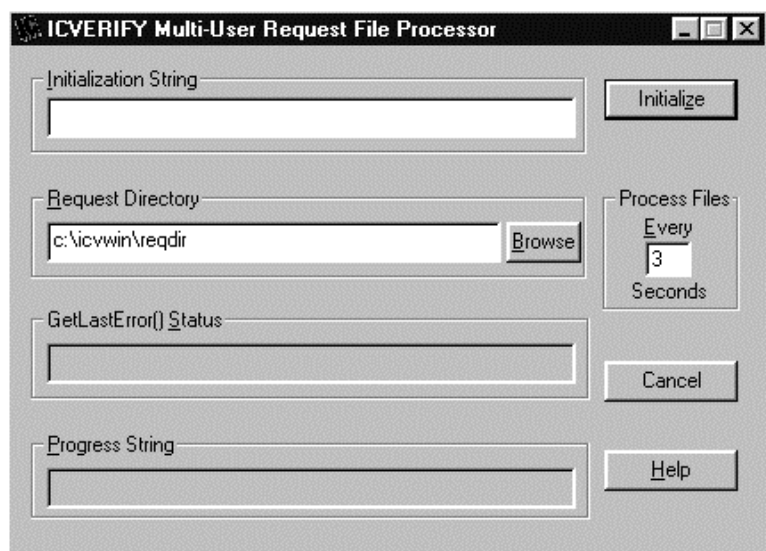 ICVERIFY Multi-User Request File Processor
Initialization String
Initialize
Request Directory
c:\icvwin\reqdir
Browse
Process Files
Every
3
Seconds
GetLastError() Status
Cancel
Progress String
Help